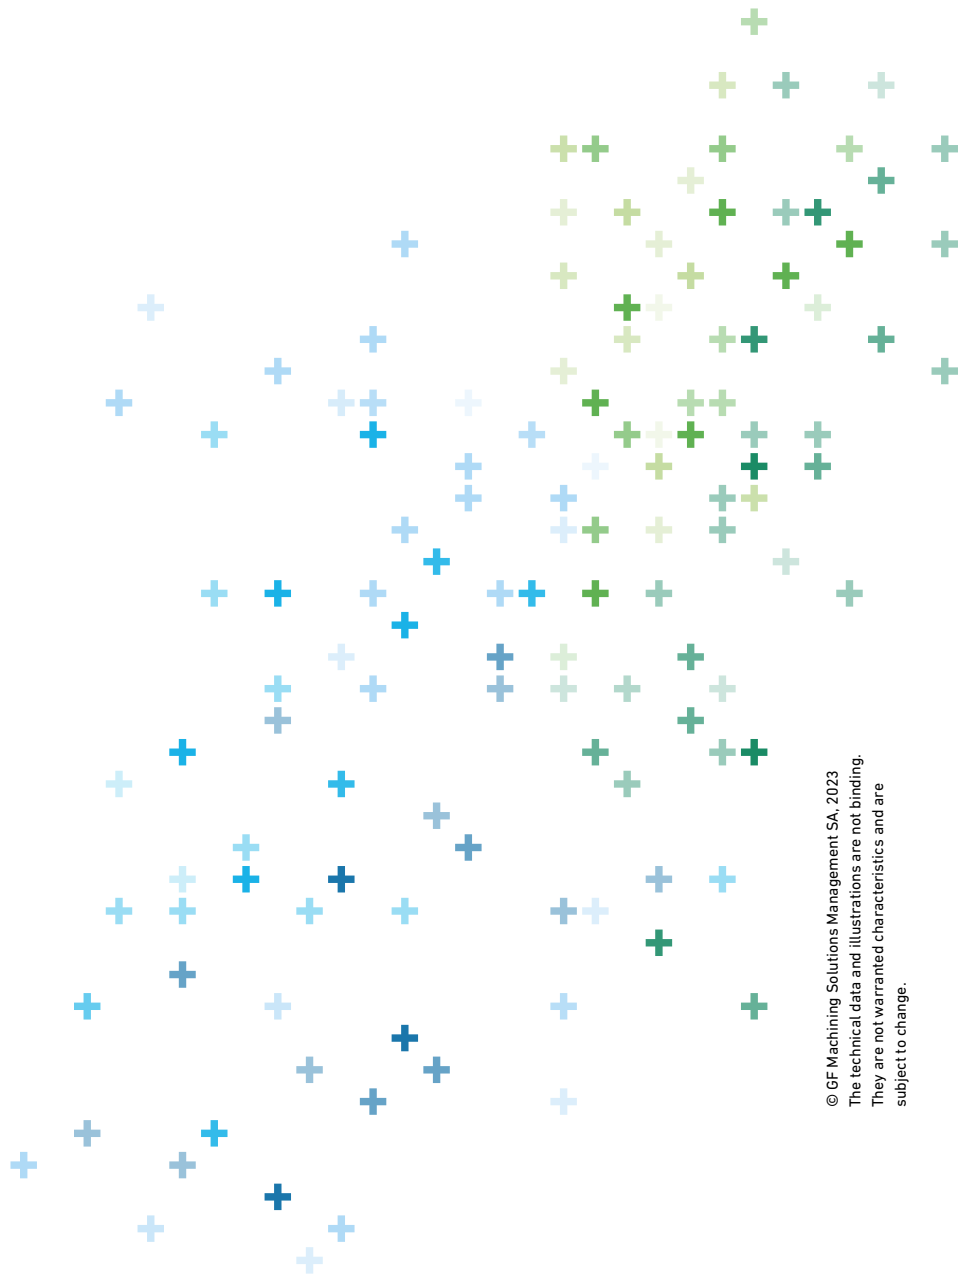 © GF Machining Solutions Management SA, 2023
The technical data and illustrations are not binding.
They are not warranted characteristics and are
subject to change.